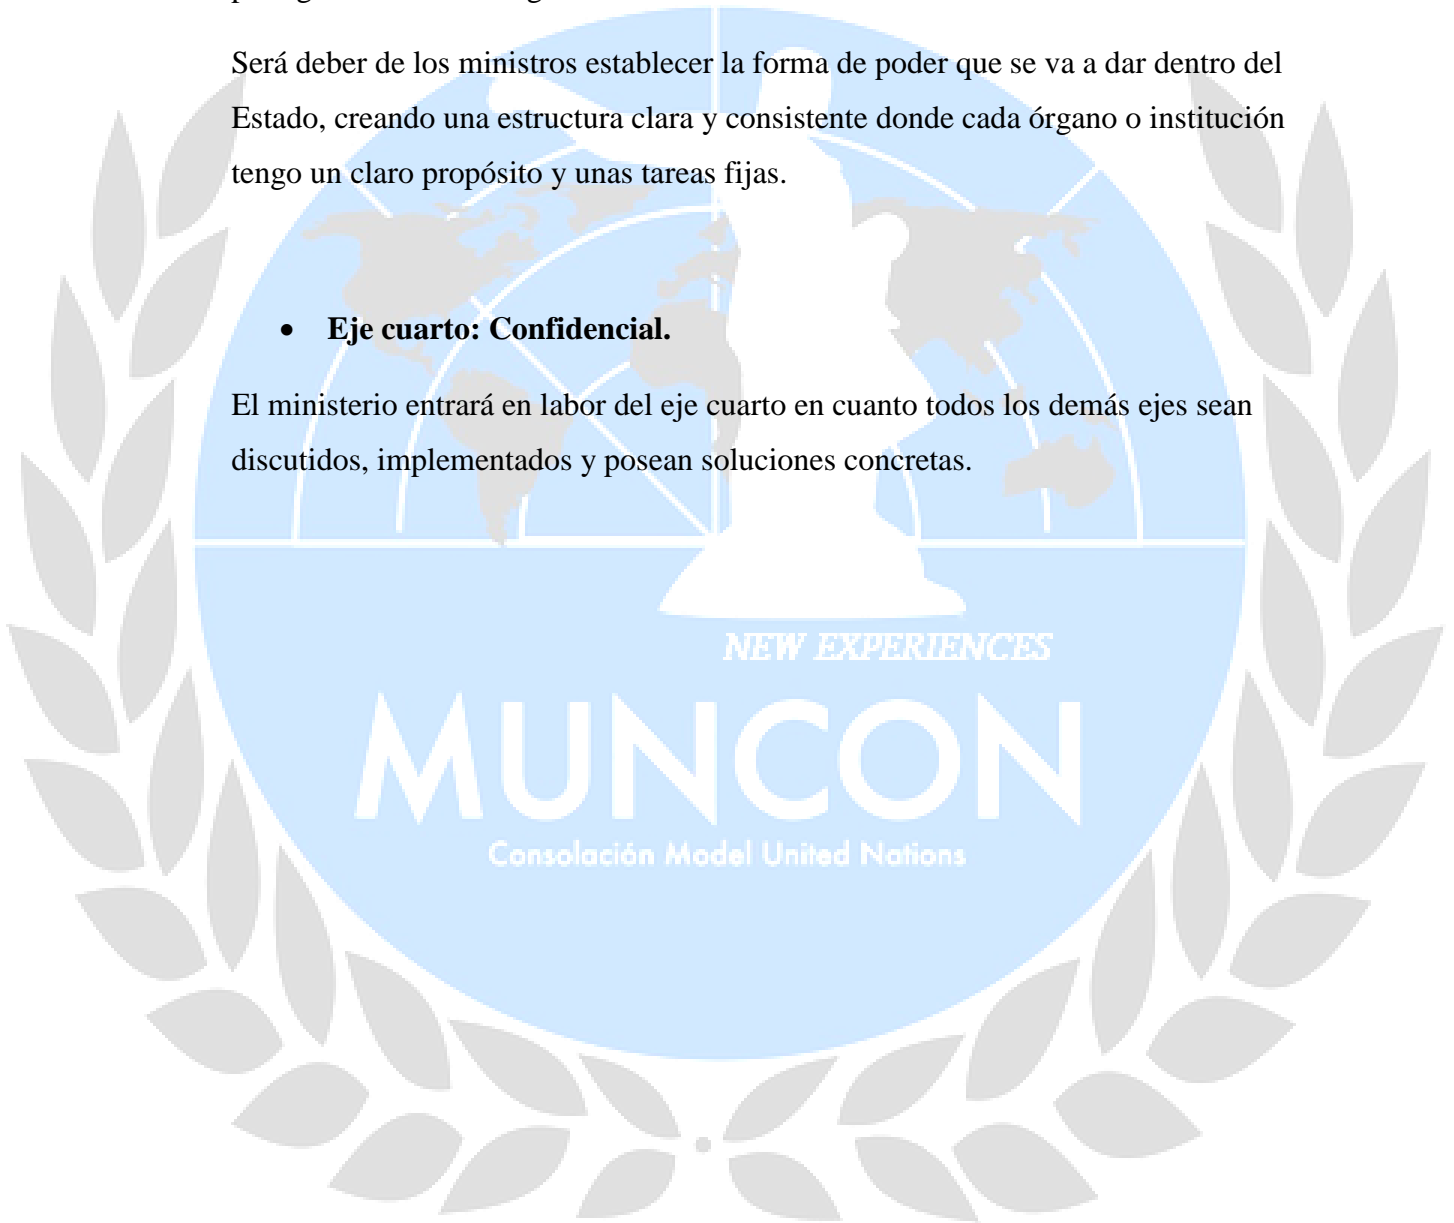 Será deber de los ministros establecer la forma de poder que se va a dar dentro del
Estado, creando una estructura clara y consistente donde cada órgano o institución
tengo un claro propósito y unas tareas fijas.
• Eje cuarto: Confidencial.
El ministerio entrará en labor del eje cuarto en cuanto todos los demás ejes sean
discutidos, implementados y posean soluciones concretas.
NEW EXPERIENCES
MUNCON
Consolación Model United Nations